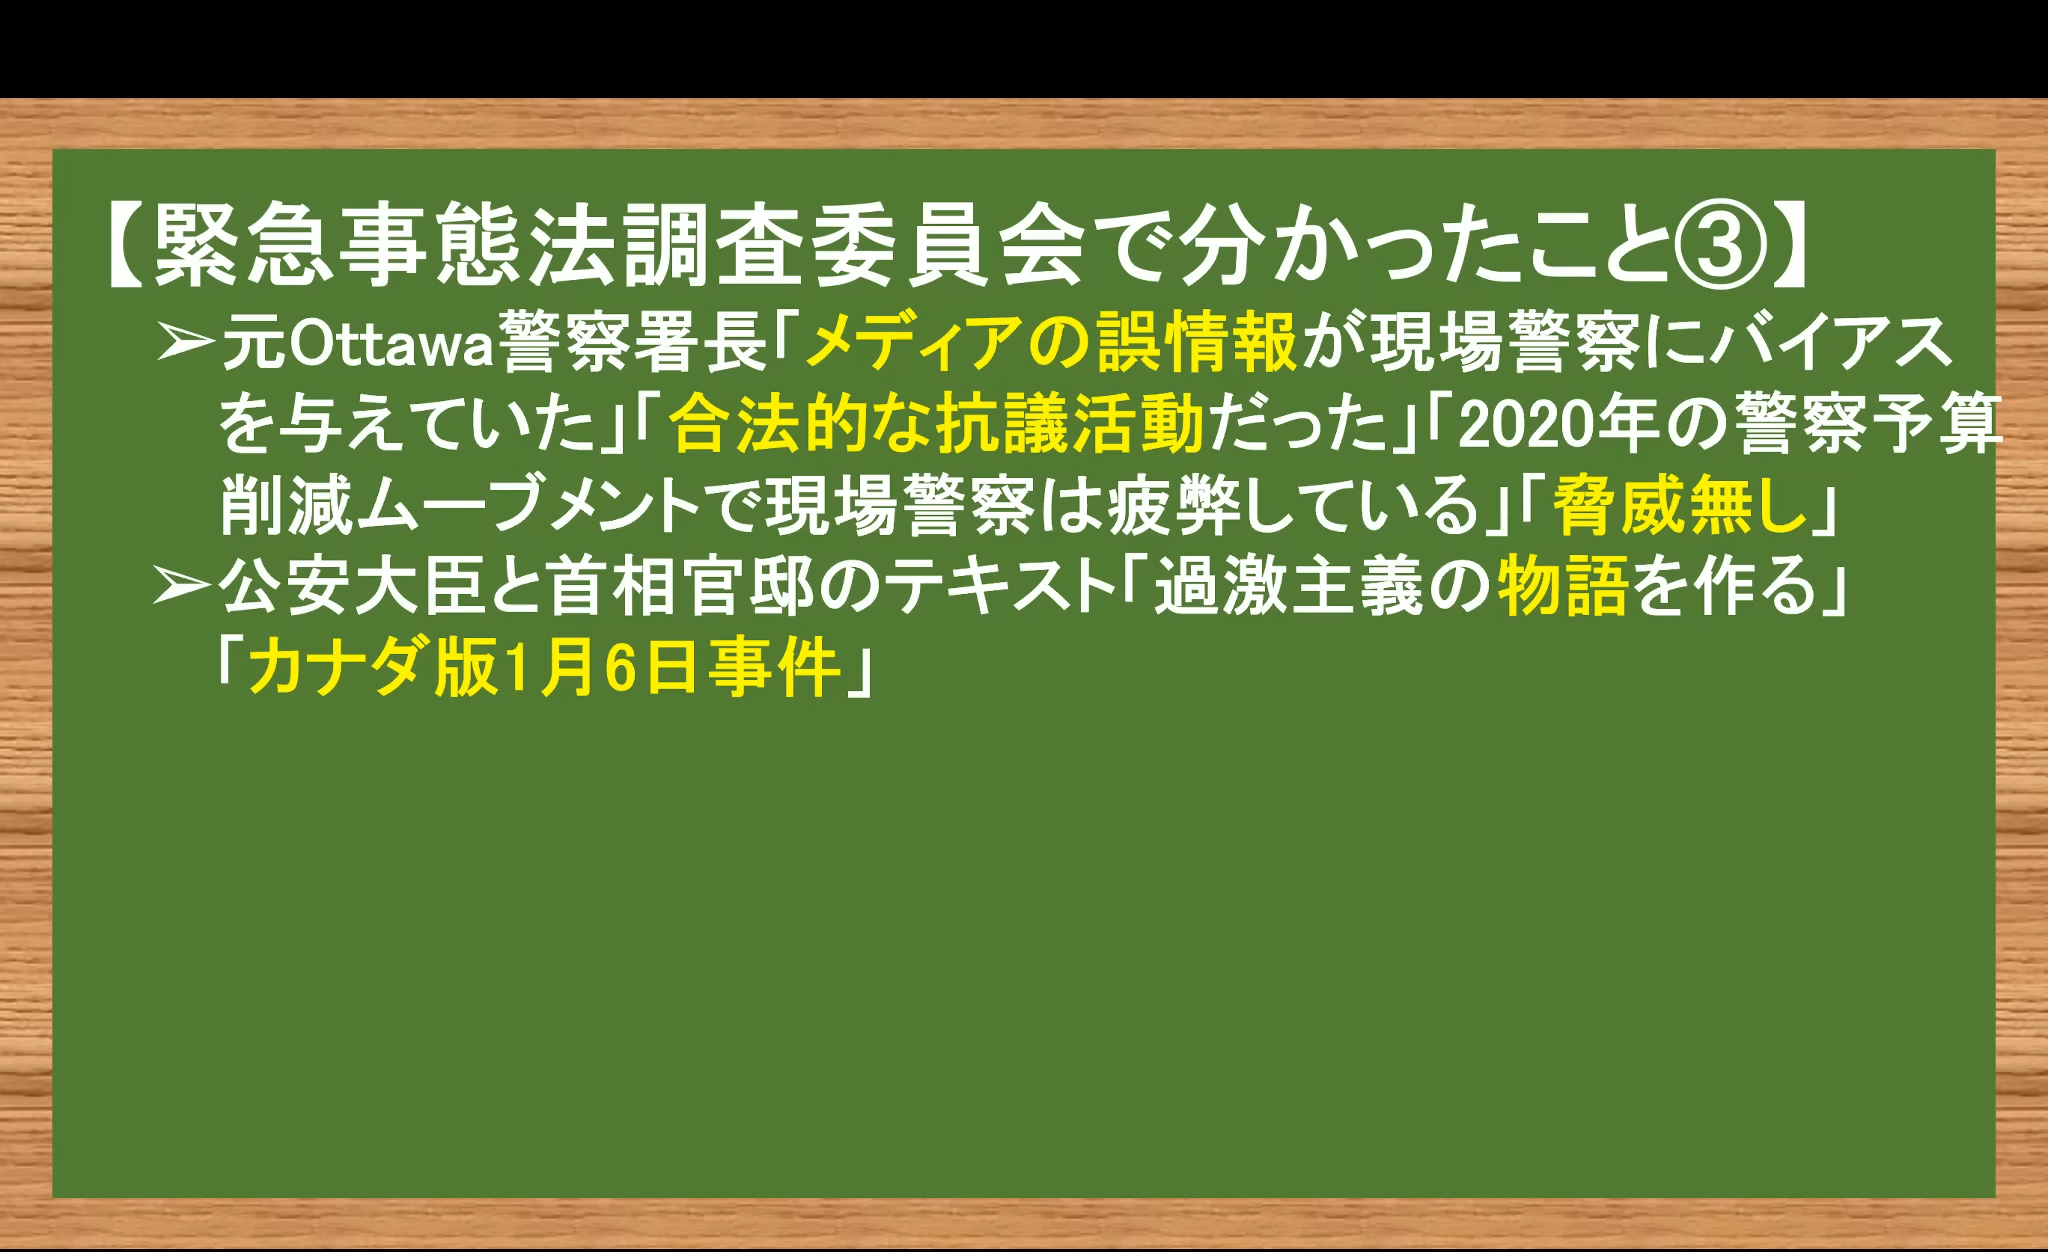 【緊急事態法調査委員会で分かったこと③】
➢元Ottawa警察署長「メディアの誤情報が現場警察にバイアス
を与えていた」「合法的な抗議活動だった」「2020年の警察予算
削減ムーブメントで現場警察は疲弊している」「脅威無し」
➢公安大臣と首相官邸のテキスト「過激主義の物語を作る」
「カナダ版1月6日事件」